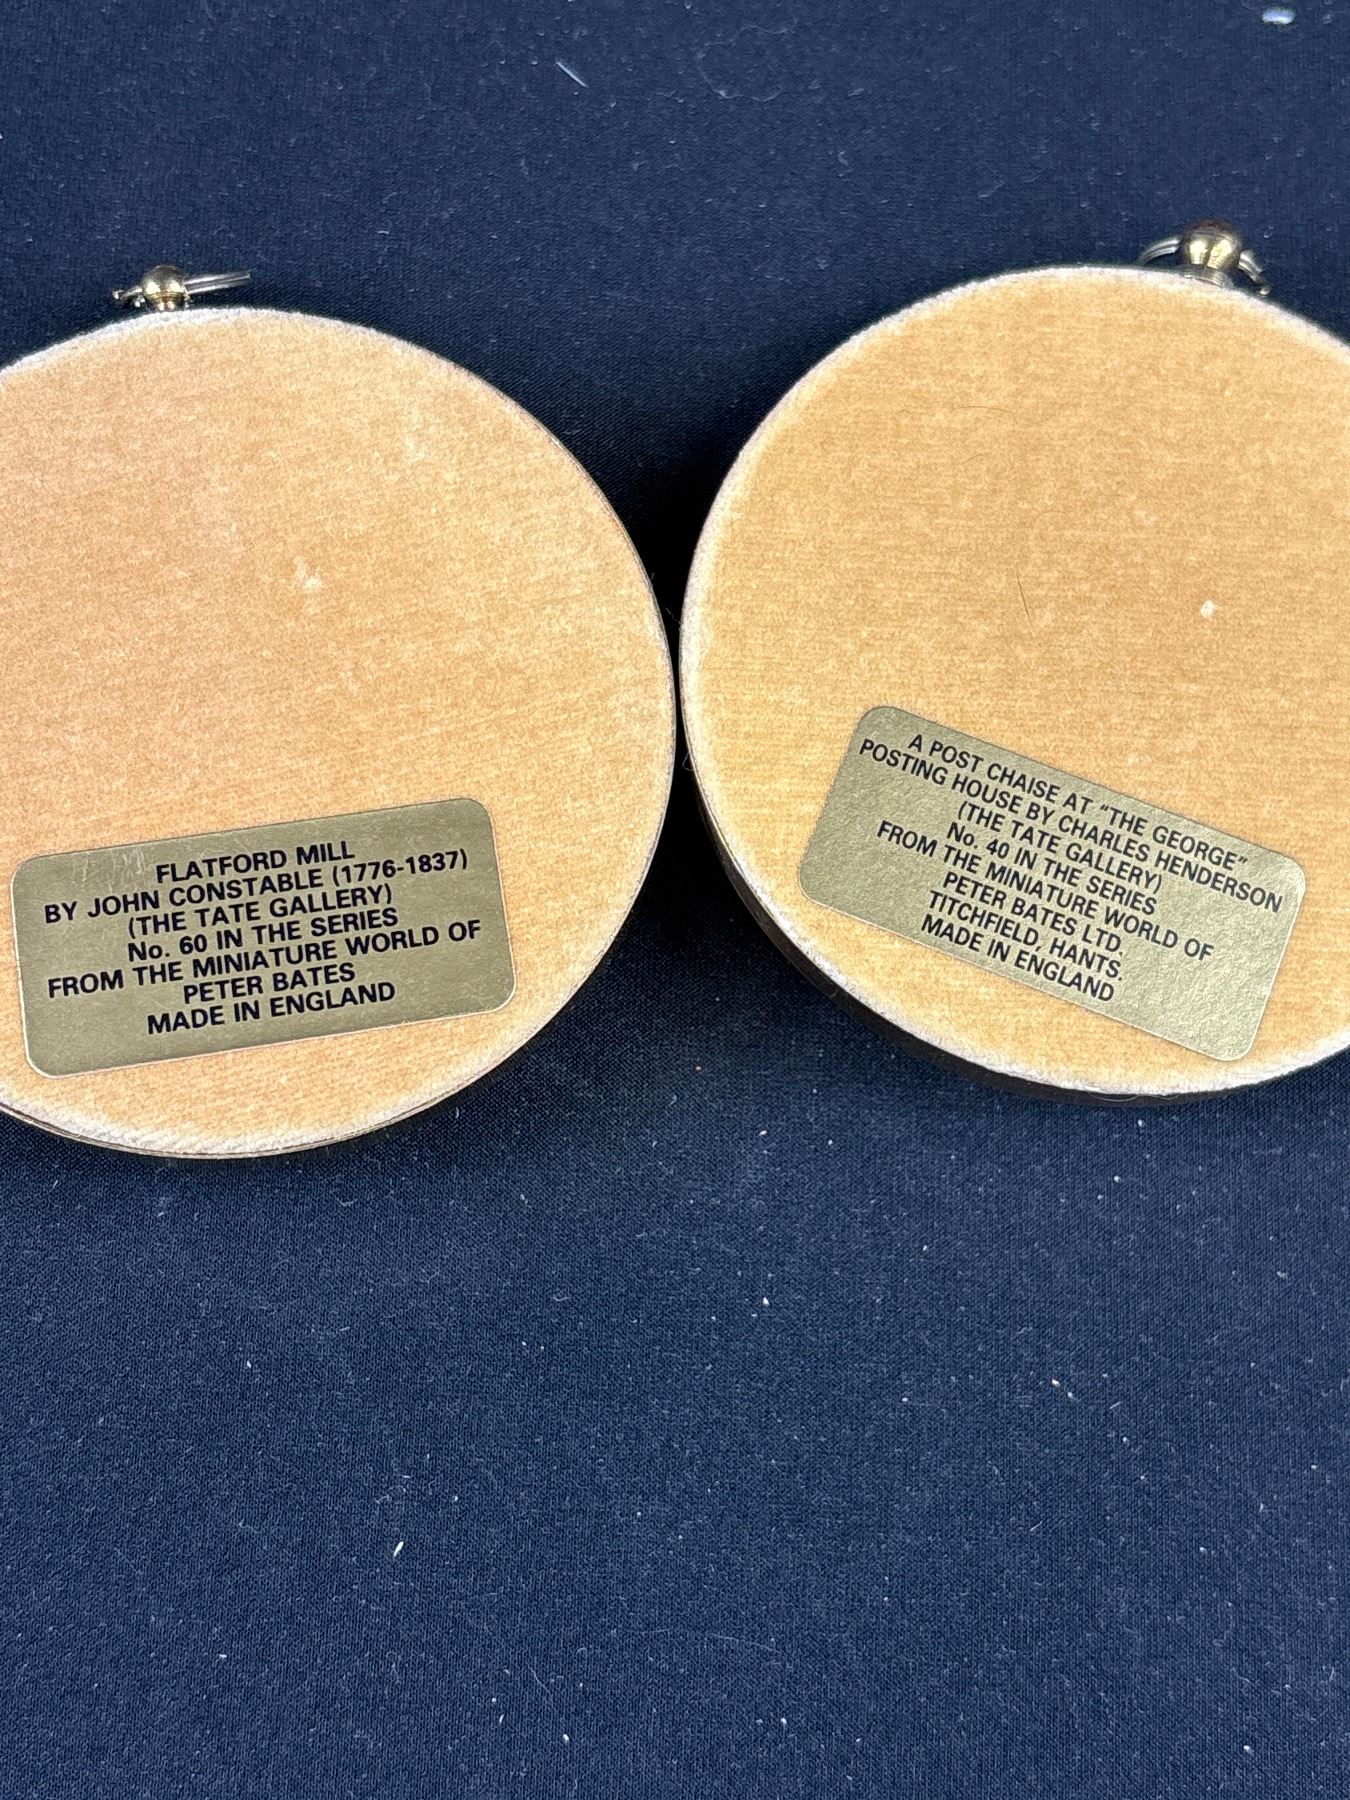 FLATFORD MILL
BY JOHN CONSTABLE (1776-1837)
(THE TATE GALLERY)
No. 60 IN THE SERIES
FROM THE MINIATURE WORLD OF
PETER BATES
MADE IN ENGLAND
A POST CHAISE AT "THE GEORGE"
POSTING HOUSE BY CHARLES HENDERSON
(THE TATE GALLERY)
No. 40 IN THE SERIES
FROM THE MINIATURE WORLD OF
PETER BATES LTD.
TITCHFIELD, HANTS.
MADE IN ENGLAND